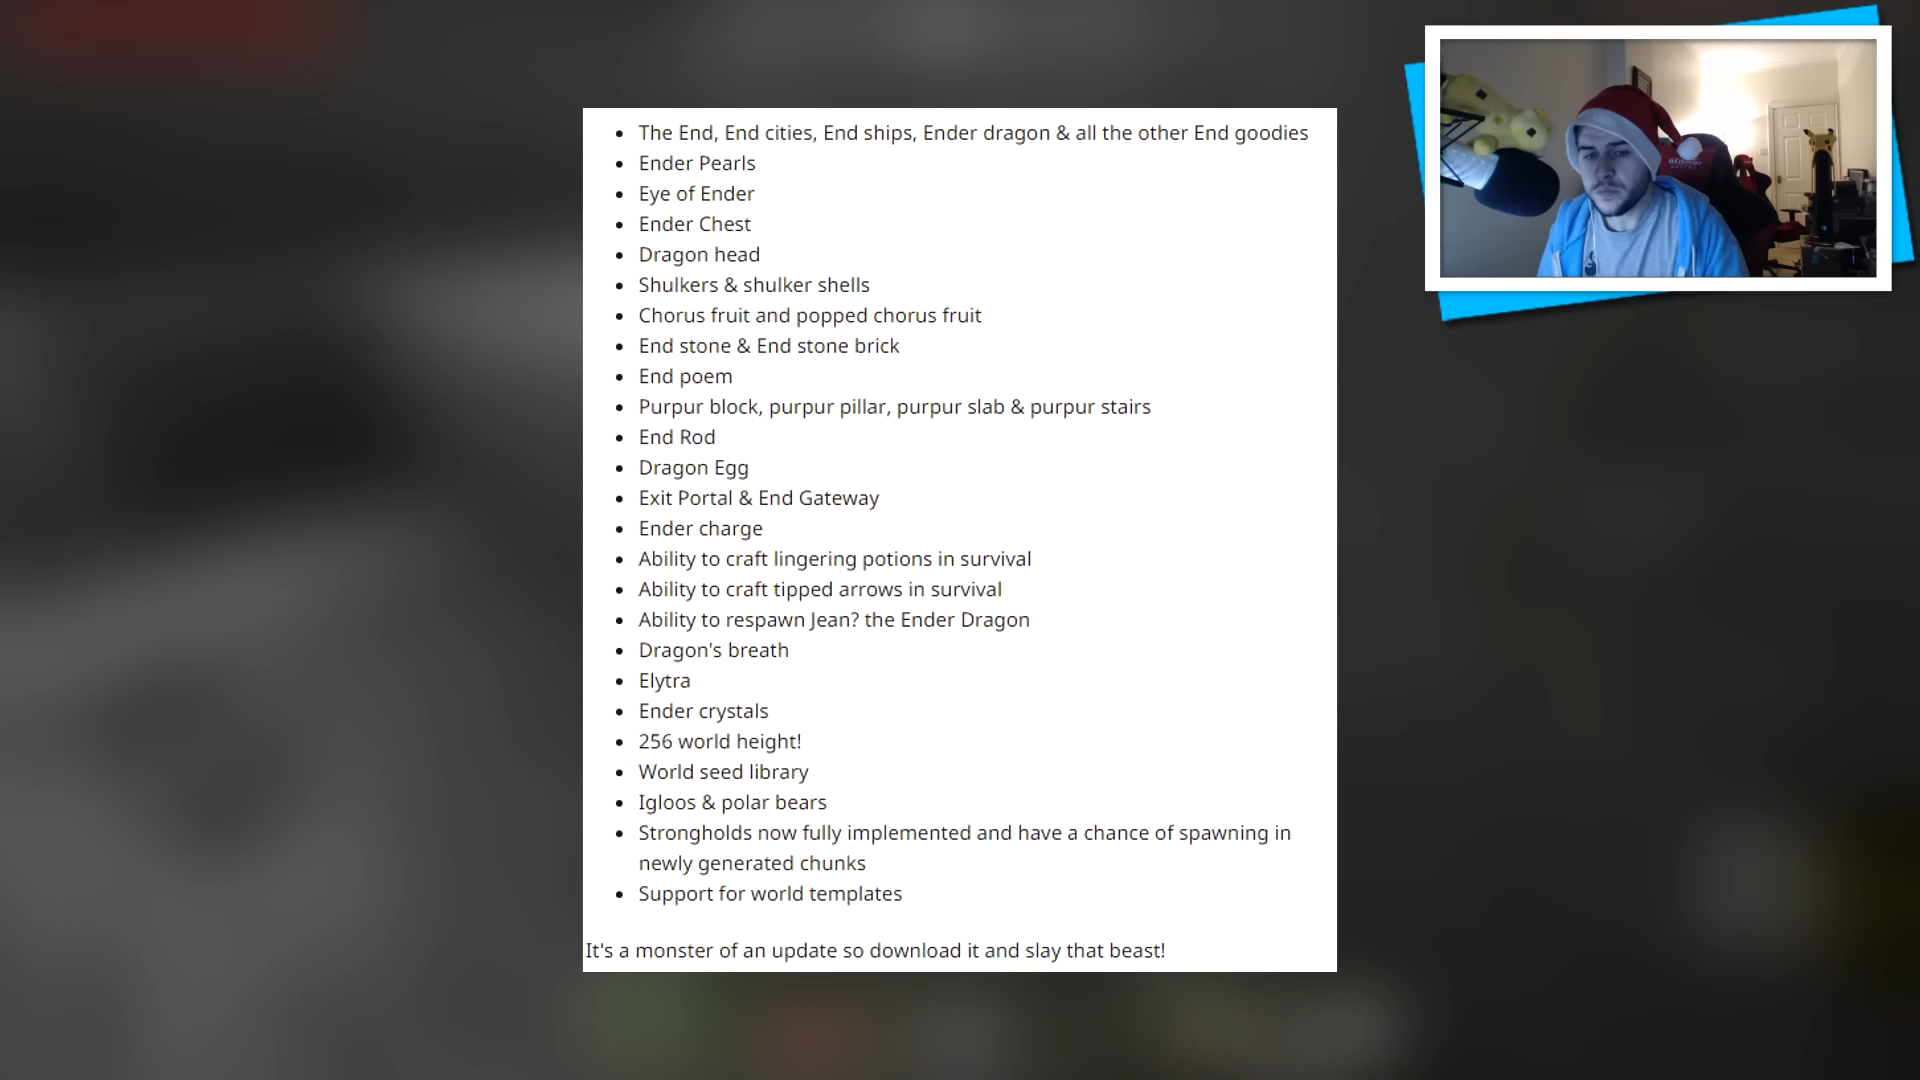 • The End, End cities, End ships, Ender dragon & all the other End goodies
• Ender Pearls
• Eye of Ender
• Ender Chest
• Dragon head
• Shulkers & shulker shells
• Chorus fruit and popped chorus fruit
• End stone & End stone brick
• End poem
• Purpur block, purpur pillar, purpur slab & purpur stairs
• End Rod
• Dragon Egg
• Exit Portal & End Gateway
• Ender charge
• Ability to craft lingering potions in survival
• Ability to craft tipped arrows in survival
• Ability to respawn Jean? the Ender Dragon
• Dragon's breath
• Elytra
• Ender crystals
• 256 world height!
• World seed library
• Igloos & polar bears
• Strongholds now fully implemented and have a chance of spawning in
newly generated chunks
• Support for world templates
It's a monster of an update so download it and slay that beast!